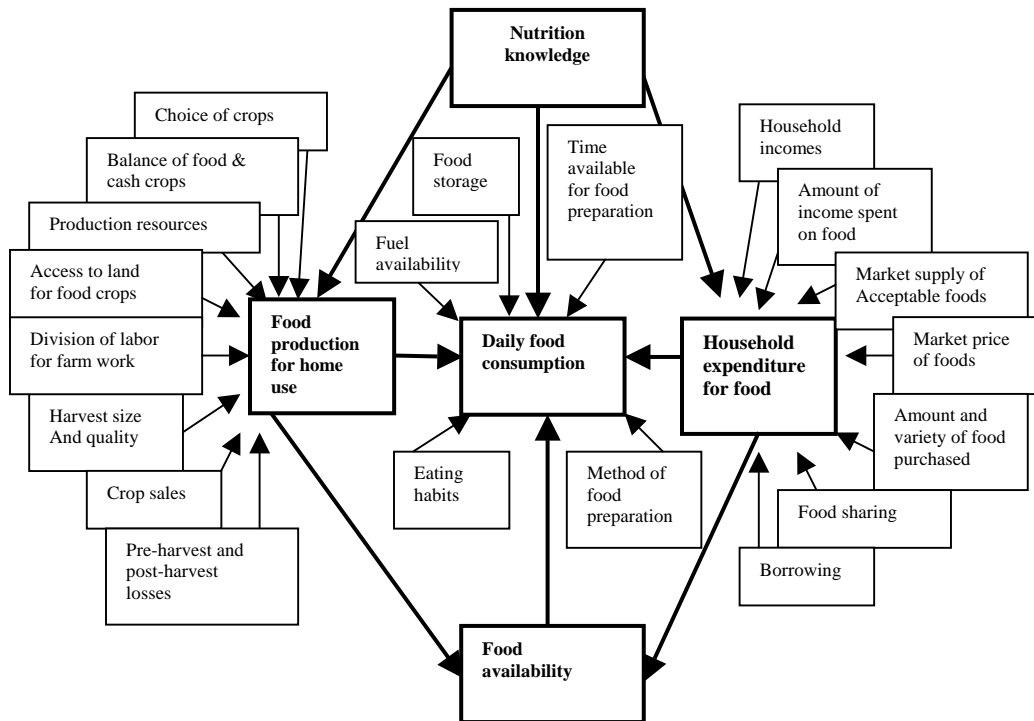 Nutrition
knowledge
Choice of crops
Balance of food &
cash crops
Production resources
Access to land
for food crops
Division of labor
for farm work
Harvest size
And quality
Crop sales
Pre-harvest and
post-harvest
losses
Food
storage
Fuel
availability
Time
available
for food
preparation
Household
incomes
Amount of
income spent
on food
Market supply of
Acceptable foods
Market price
of foods
Amount and
variety of food
purchased
Food sharing
Borrowing
Food
production
for home
use
Daily food
consumption
Household
expenditure
for food
Eating
habits
Method of
food
preparation
Food
availability